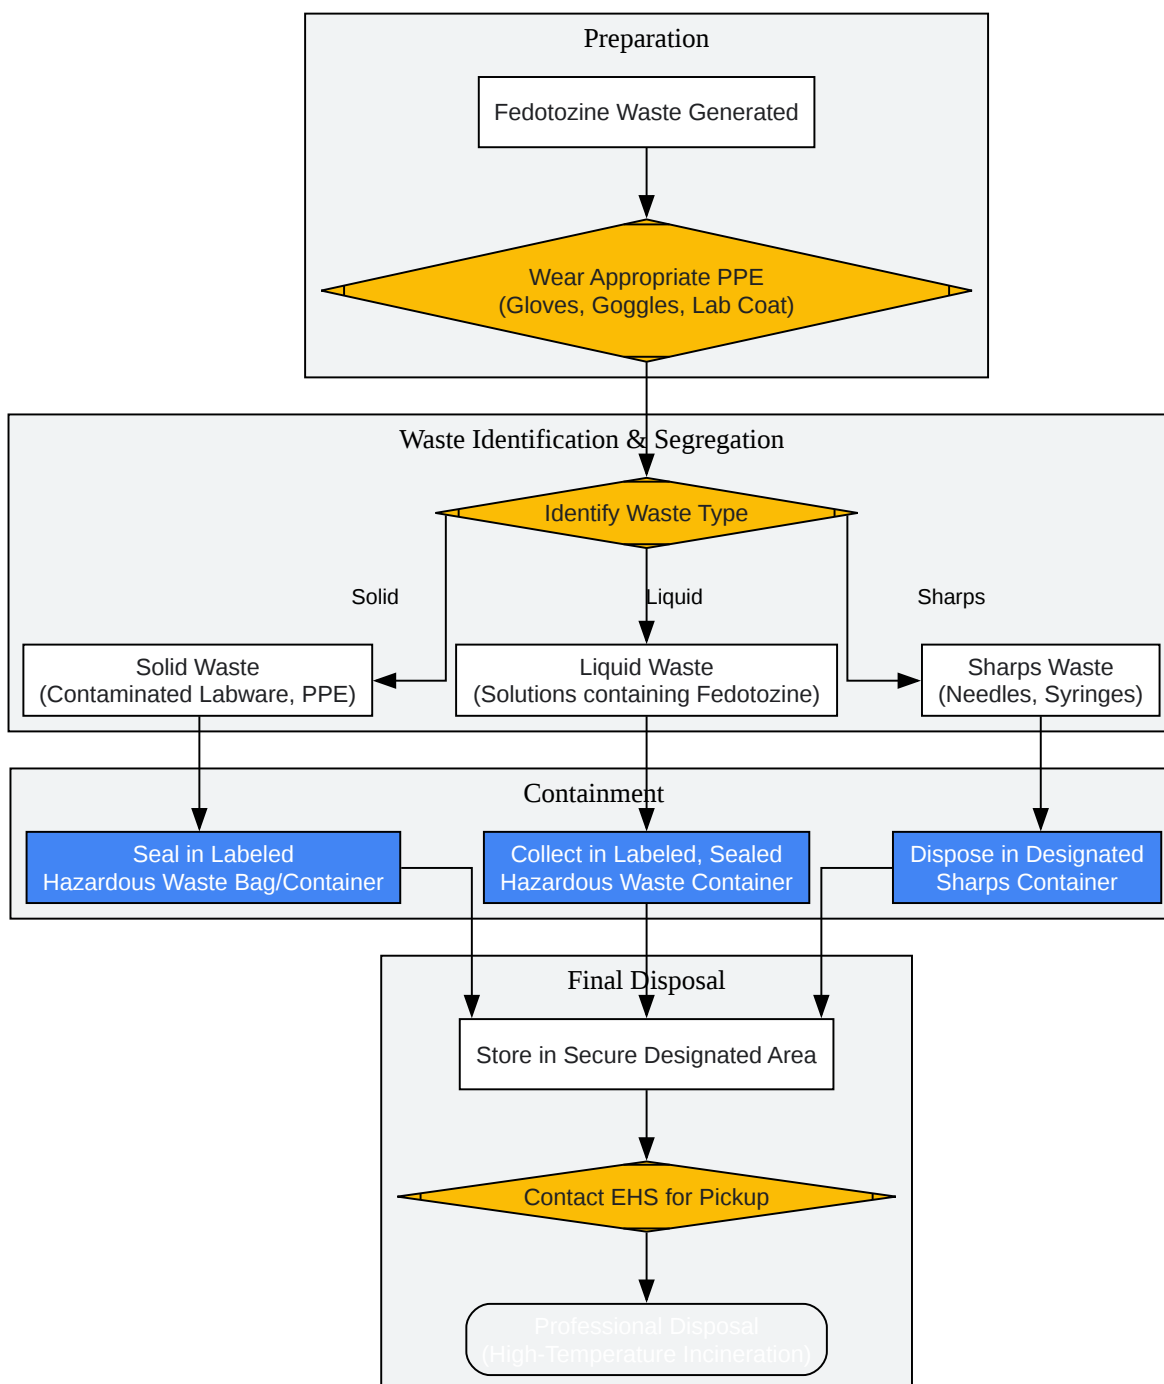 Preparation
Fedotozine Waste Generated
Wear Appropriate PPE
(Gloves, Goggles, Lab Coat)
Waste Identification & Segregation
Identify Waste Type
Solid
Liquid
Sharps
Solid Waste
(Contaminated Labware, PPE)
Liquid Waste
(Solutions containing Fedotozine)
Sharps Waste
(Needles, Syringes)
Containment
Seal in Labeled
Hazardous Waste Bag/Container
Collect in Labeled, Sealed
Hazardous Waste Container
Dispose in Designated
Sharps Container
Final Disposal
Store in Secure Designated Area
Contact EHS for Pickup
Professional Disposal
(High-Temperature Incineration)